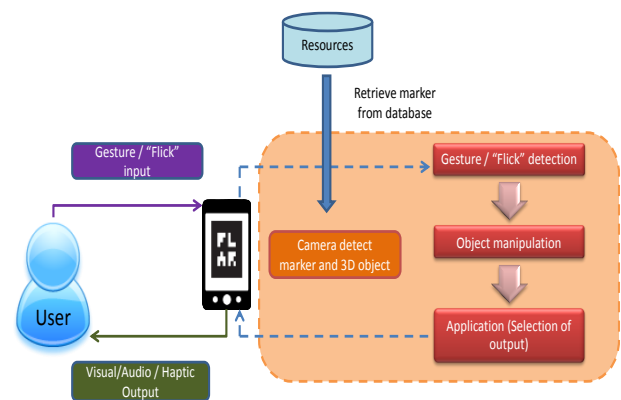 Resources
Retrieve marker
from database
Gesture / “Flick”
input
Gesture / “Flick” detection
FL
AR
Camera detect
marker and 3D object
Object manipulation
User
Application (Selection of
output)
Visual/Audio / Haptic
Output